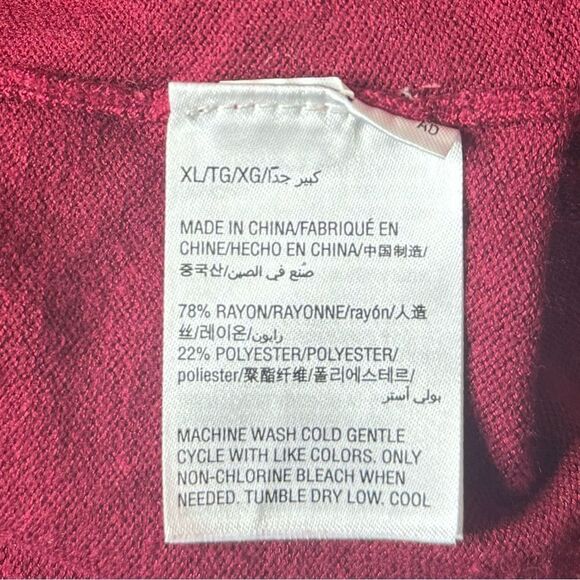 AD
XL/TG/XG/كبير جدًا
MADE IN CHINA/FABRIQUÉ EN
CHINE/HECHO EN CHINA/中国制造/
중국산/صُنع في الصين
78% RAYON/RAYONNE/rayón/人造
丝/레이온/رايون
22% POLYESTER/POLYESTER/
poliester/聚酯纤维/폴리에스테르/
بولي أستر
MACHINE WASH COLD GENTLE
CYCLE WITH LIKE COLORS. ONLY
NON-CHLORINE BLEACH WHEN
NEEDED. TUMBLE DRY LOW. COOL